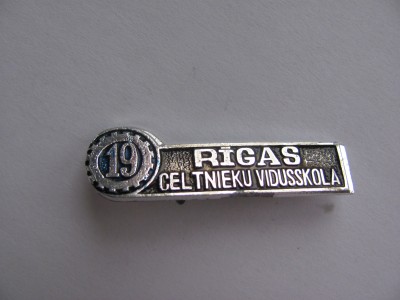 19
RĪGAS
CELTNIEKU VIDUSSKOLA